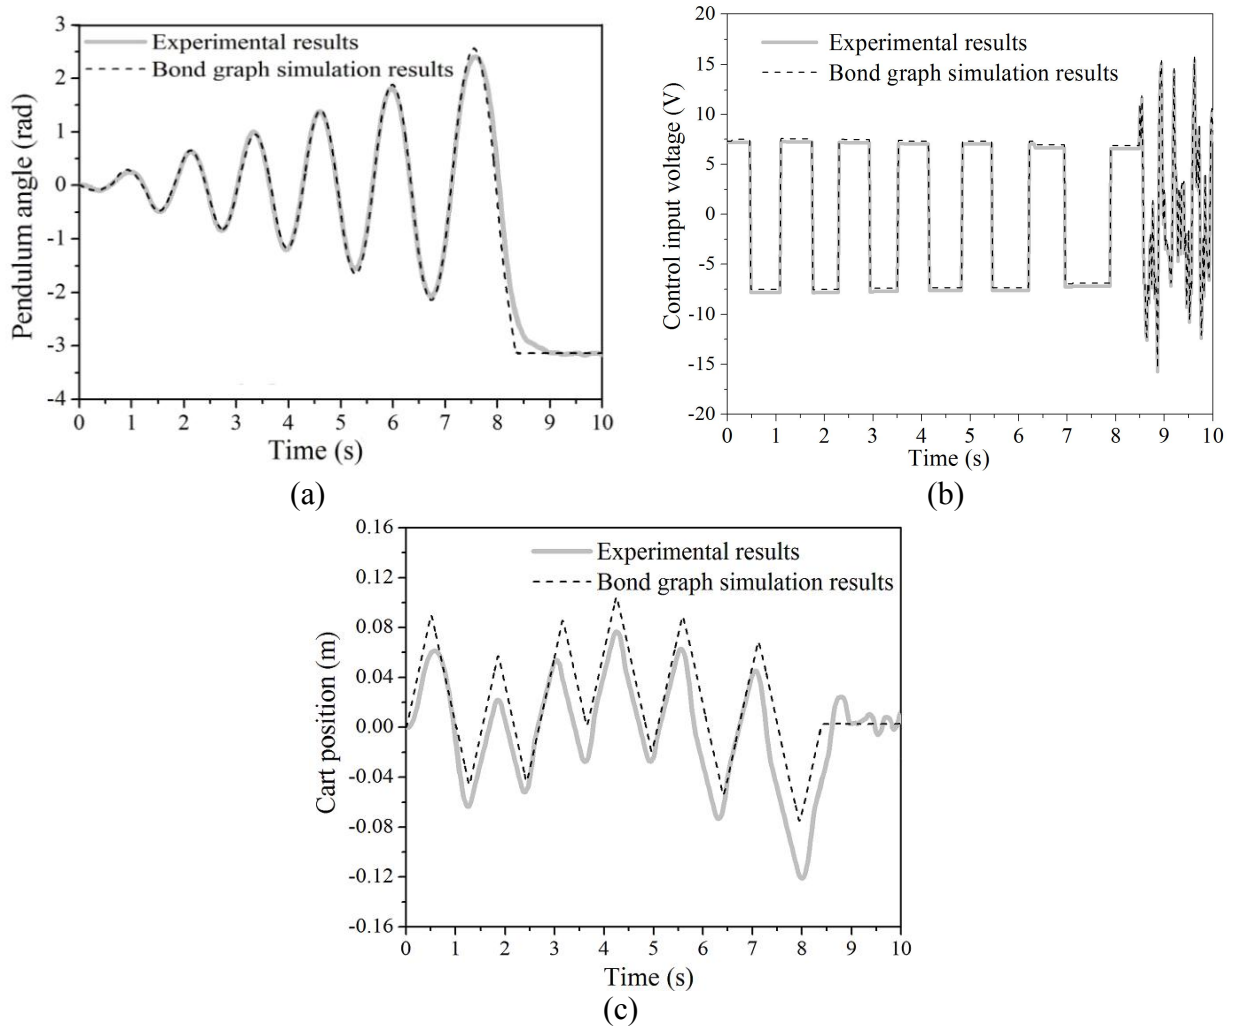 3
2
1
0
-1
-2
-3
-4
Pendulum angle (rad)
Experimental results
Bond graph simulation results
0 1 2 3 4 5 6 7 8 9 10
Time (s)
(a)
20
15
10
5
0
-5
-10
-15
-20
Control input voltage (V)
Experimental results
Bond graph simulation results
0 1 2 3 4 5 6 7 8 9 10
Time (s)
(b)
0.16
0.12
0.08
0.04
0.00
-0.04
-0.08
-0.12
-0.16
Cart position (m)
Experimental results
Bond graph simulation results
0 1 2 3 4 5 6 7 8 9 10
Time (s)
(c)